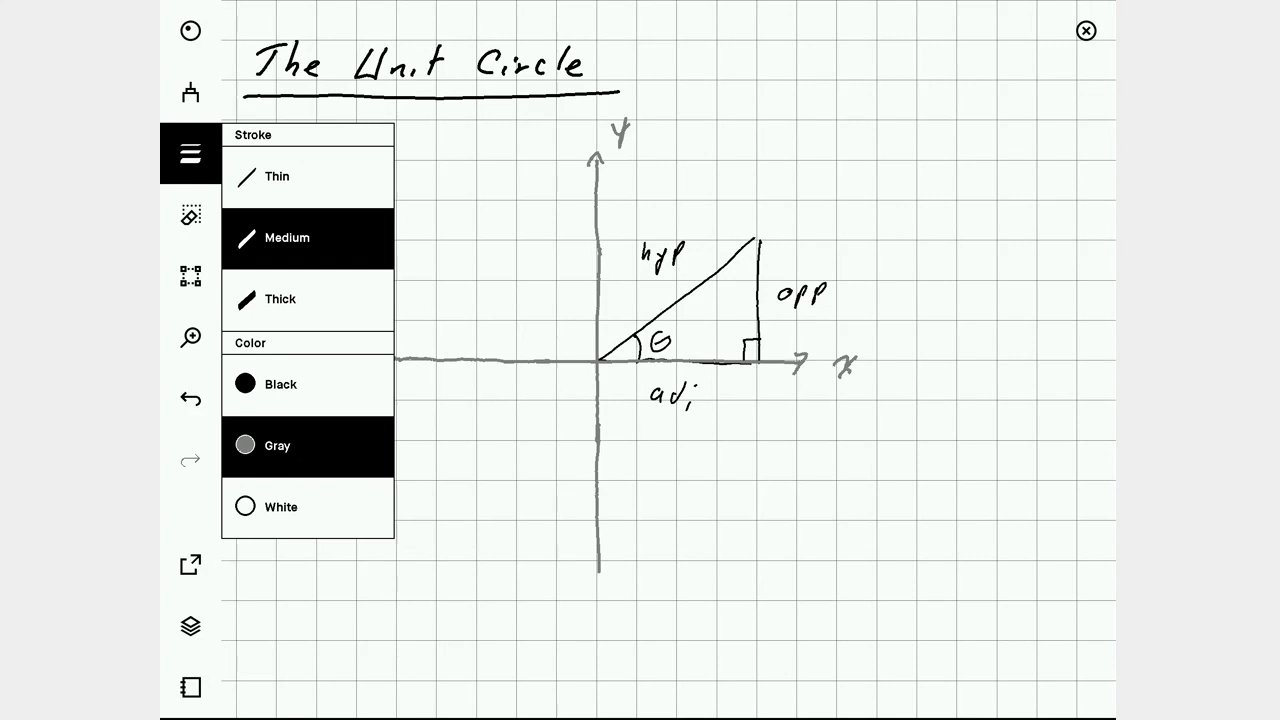 The Unit Circle
Stroke
Thin
Medium
Thick
Color
Black
Gray
White
y
hyp
opp
θ
x
adj